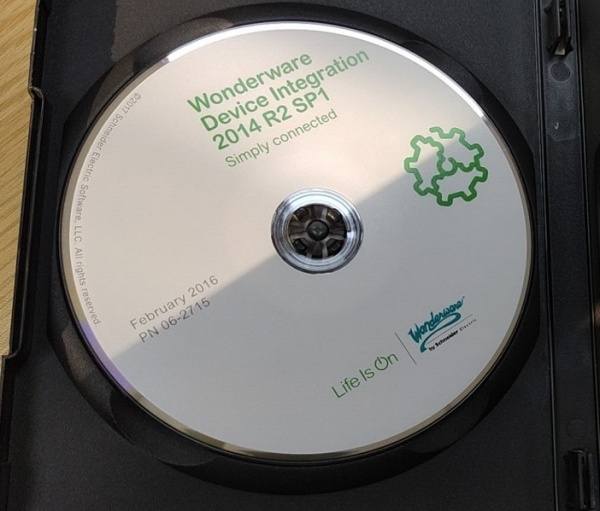 Wonderware
Device Integration
2014 R2 SP1
Simply connected
©2017 Schneider Electric Software, LLC. All rights reserved.
February 2016
PN 06-2715
Life Is On
Wonderware
by Schneider Electric